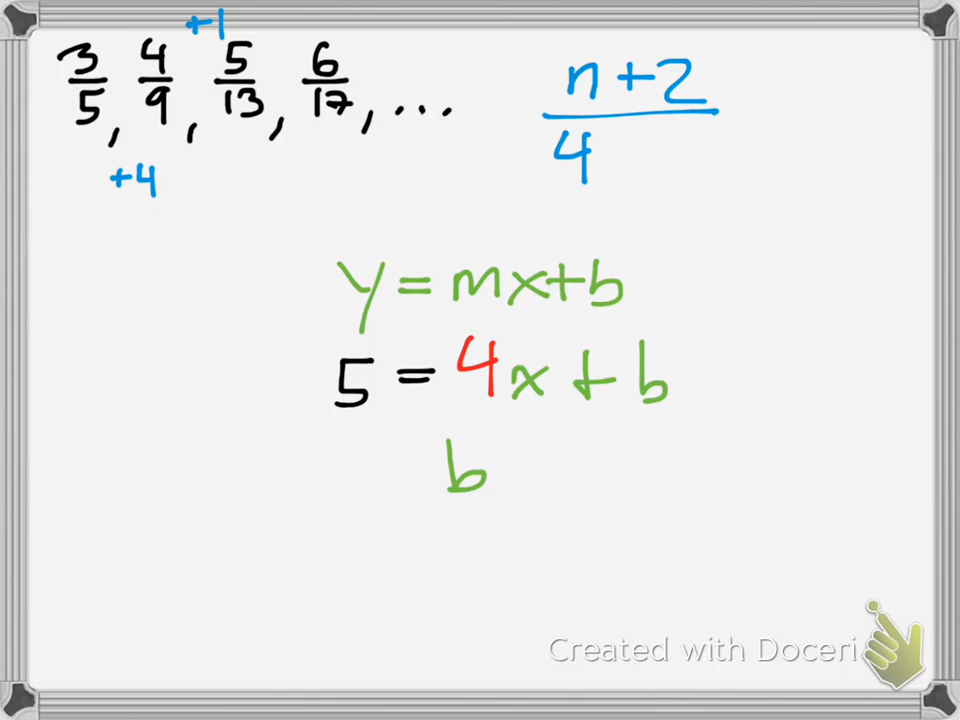 +1
3/5, 4/9, 5/13, 6/17, ...
+4
n+2
4
y = mx+b
5 = 4x + b
b
Created with Doceri